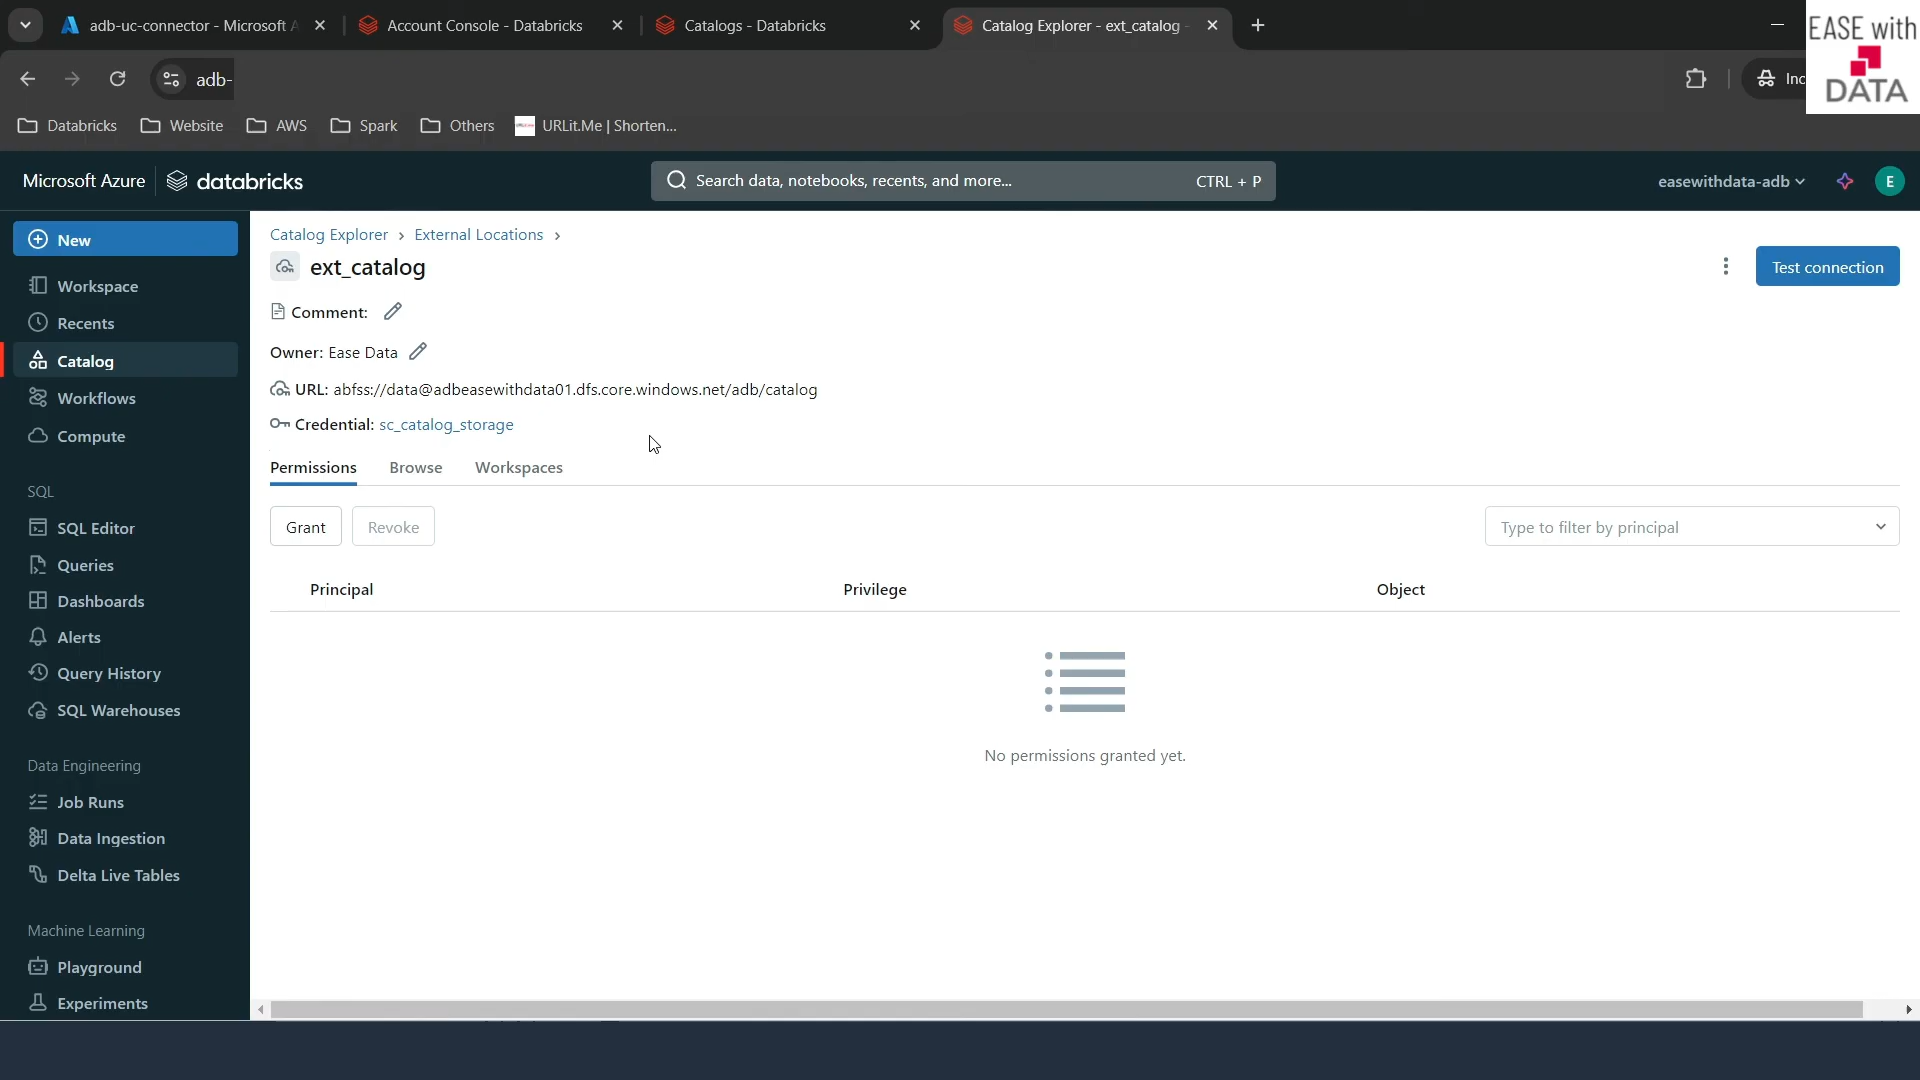 adb-uc-connector - Microsoft A
Account Console - Databricks
Catalogs - Databricks
Catalog Explorer - ext_catalog -
EASE with
DATA
adb-
Inc
Databricks
Website
AWS
Spark
Others
URLit.Me | Shorten...
Microsoft Azure
databricks
Search data, notebooks, recents, and more...
CTRL + P
easewithdata-adb
E
New
Workspace
Recents
Catalog
Workflows
Compute
SQL
SQL Editor
Queries
Dashboards
Alerts
Query History
SQL Warehouses
Data Engineering
Job Runs
Data Ingestion
Delta Live Tables
Machine Learning
Playground
Experiments
Catalog Explorer › External Locations ›
ext_catalog
Test connection
Comment:
Owner: Ease Data
URL: abfss://data@adbeasewithdata01.dfs.core.windows.net/adb/catalog
Credential: sc_catalog_storage
Permissions
Browse
Workspaces
Grant
Revoke
Type to filter by principal
Principal
Privilege
Object
No permissions granted yet.